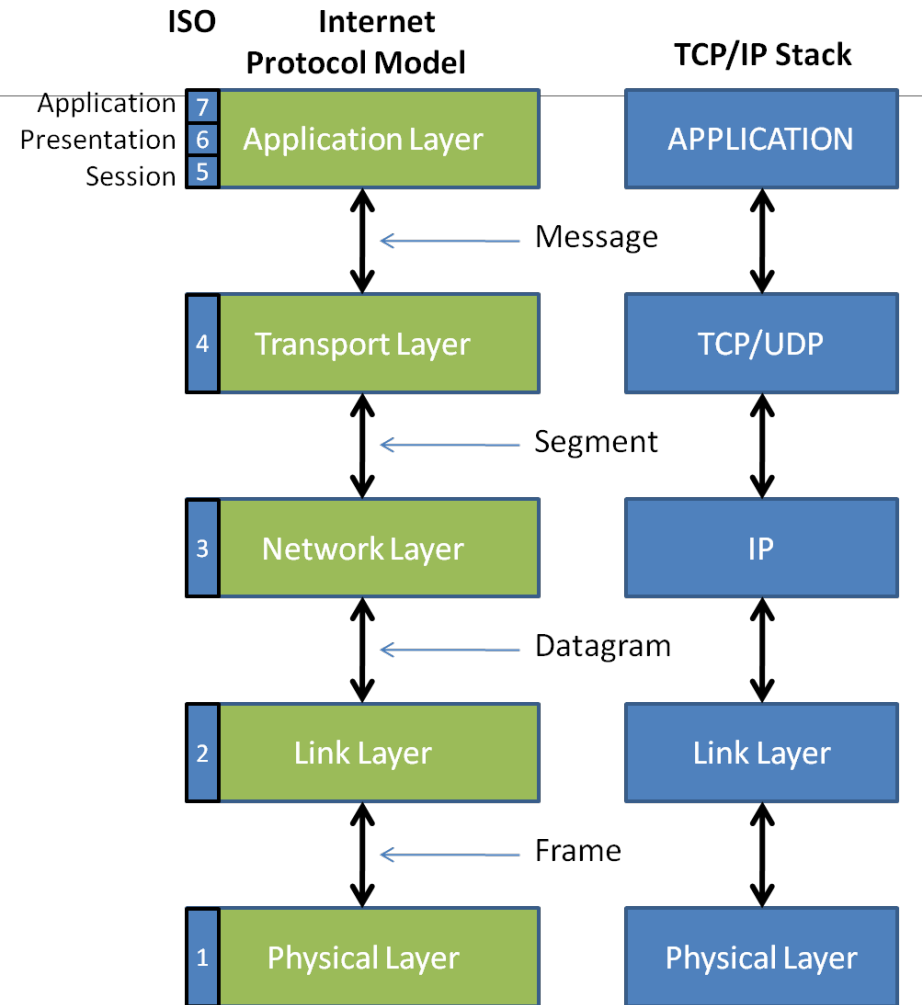 ISO
Internet
Protocol Model
TCP/IP Stack
Application
7
Presentation
6
Session
5
Application Layer
APPLICATION
Message
4
Transport Layer
TCP/UDP
Segment
3
Network Layer
IP
Datagram
2
Link Layer
Link Layer
Frame
1
Physical Layer
Physical Layer